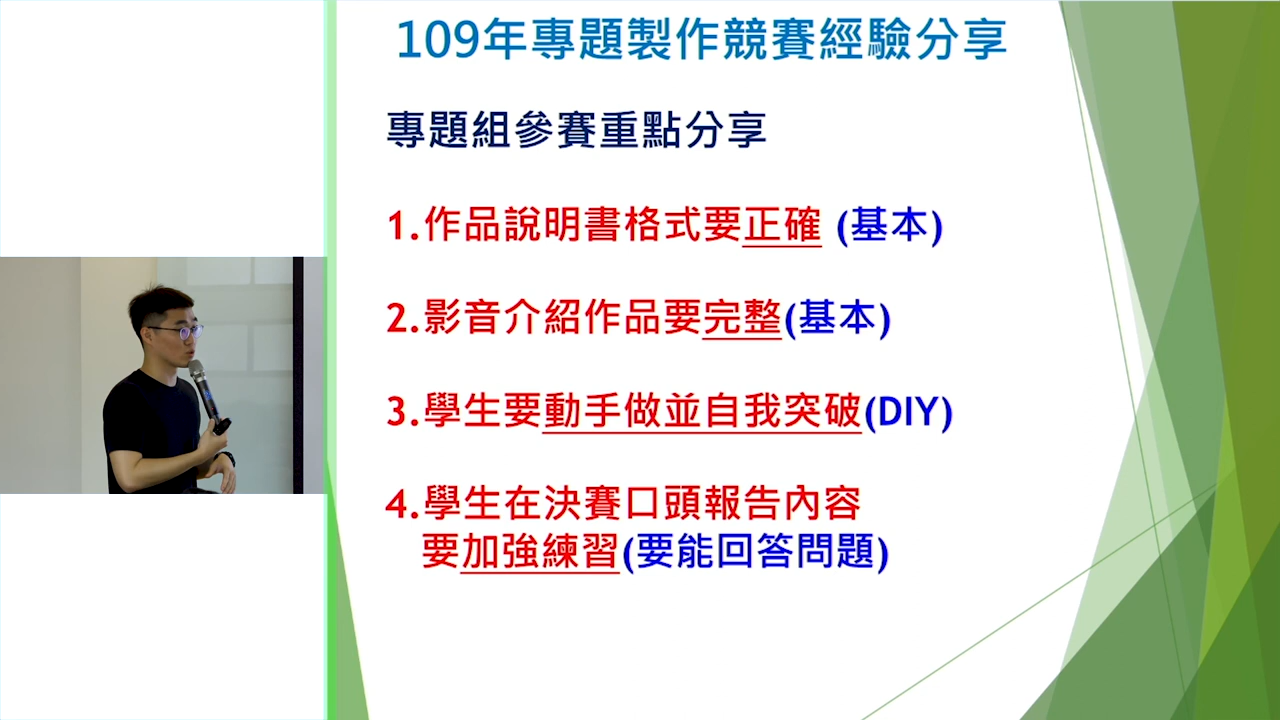 109年專題製作競賽經驗分享
專題組參賽重點分享
1.作品說明書格式要正確 (基本)
2.影音介紹作品要完整(基本)
3.學生要動手做並自我突破(DIY)
4.學生在決賽口頭報告內容
要加強練習(要能回答問題)